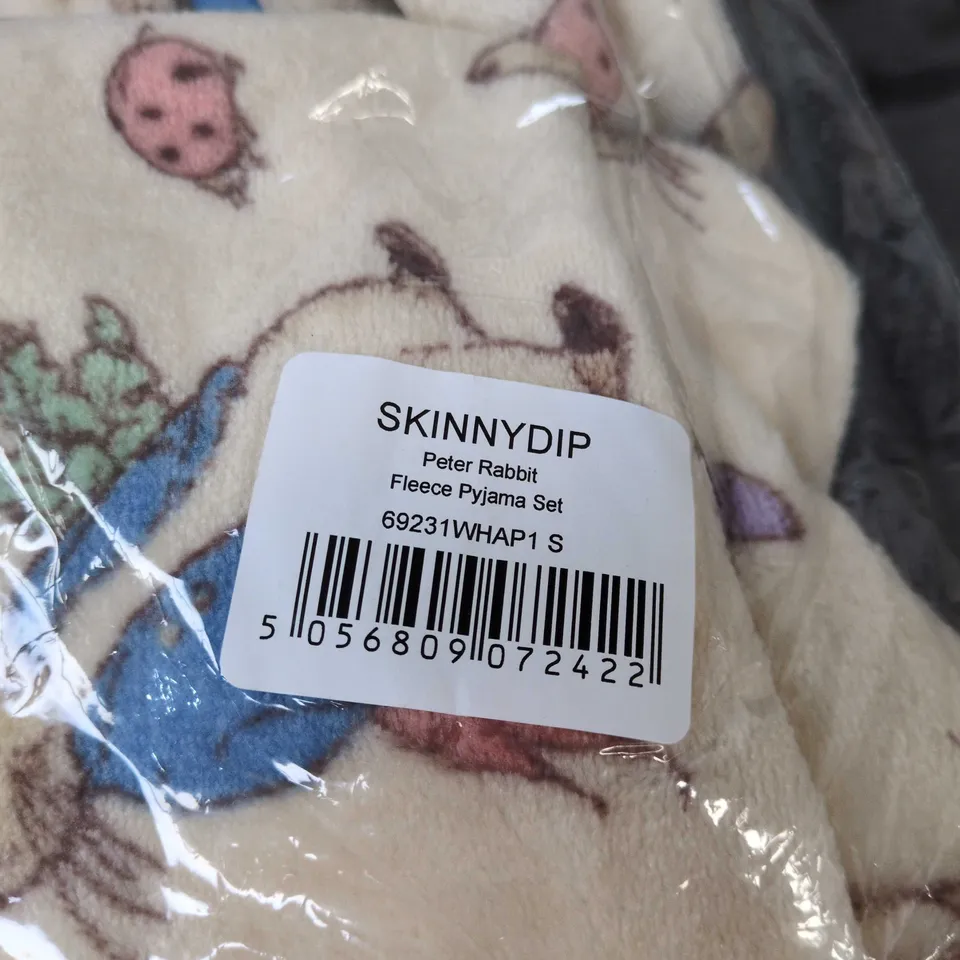 SKINNYDIP
Peter Rabbit
Fleece Pyjama Set
69231WHAP1 S
5 056809 072422